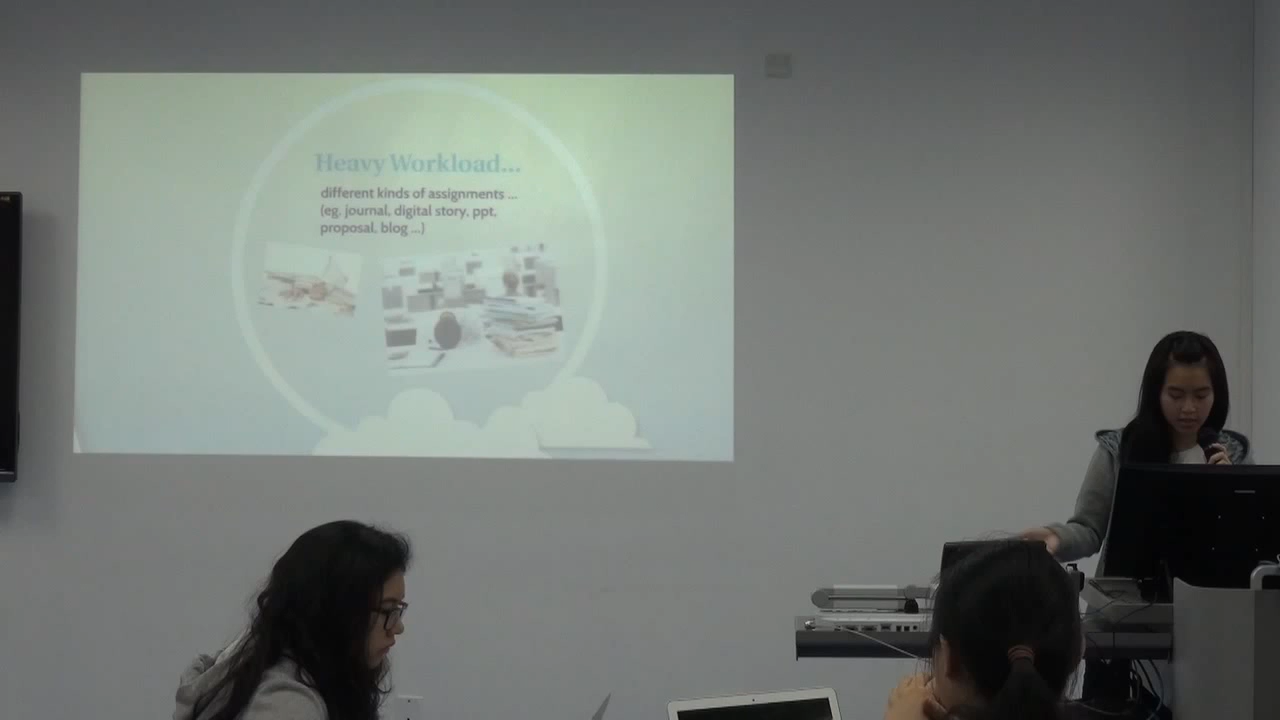 Heavy Workload...
different kinds of assignments ...
(eg. journal, digital story, ppt,
proposal, blog ...)